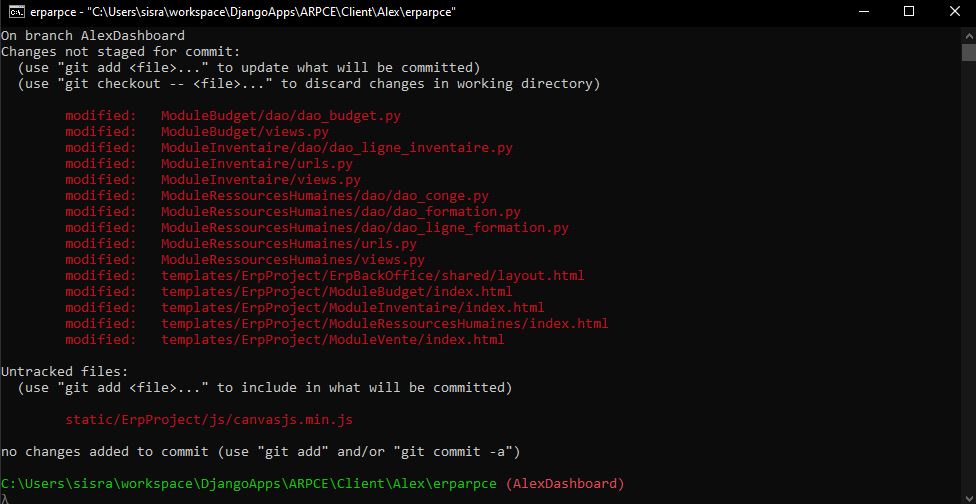 erparpce - "C:\Users\sisra\workspace\DjangoApps\ARPCE\Client\Alex\erparpce"
On branch AlexDashboard
Changes not staged for commit:
  (use "git add <file>..." to update what will be committed)
  (use "git checkout -- <file>..." to discard changes in working directory)
modified:   ModuleBudget/dao/dao_budget.py
modified:   ModuleBudget/views.py
modified:   ModuleInventaire/dao/dao_ligne_inventaire.py
modified:   ModuleInventaire/urls.py
modified:   ModuleInventaire/views.py
modified:   ModuleRessourcesHumaines/dao/dao_conge.py
modified:   ModuleRessourcesHumaines/dao/dao_formation.py
modified:   ModuleRessourcesHumaines/dao/dao_ligne_formation.py
modified:   ModuleRessourcesHumaines/urls.py
modified:   ModuleRessourcesHumaines/views.py
modified:   templates/ErpProject/ErpBackOffice/shared/layout.html
modified:   templates/ErpProject/ModuleBudget/index.html
modified:   templates/ErpProject/ModuleInventaire/index.html
modified:   templates/ErpProject/ModuleRessourcesHumaines/index.html
modified:   templates/ErpProject/ModuleVente/index.html
Untracked files:
  (use "git add <file>..." to include in what will be committed)
static/ErpProject/js/canvasjs.min.js
no changes added to commit (use "git add" and/or "git commit -a")
C:\Users\sisra\workspace\DjangoApps\ARPCE\Client\Alex\erparpce (AlexDashboard)
λ